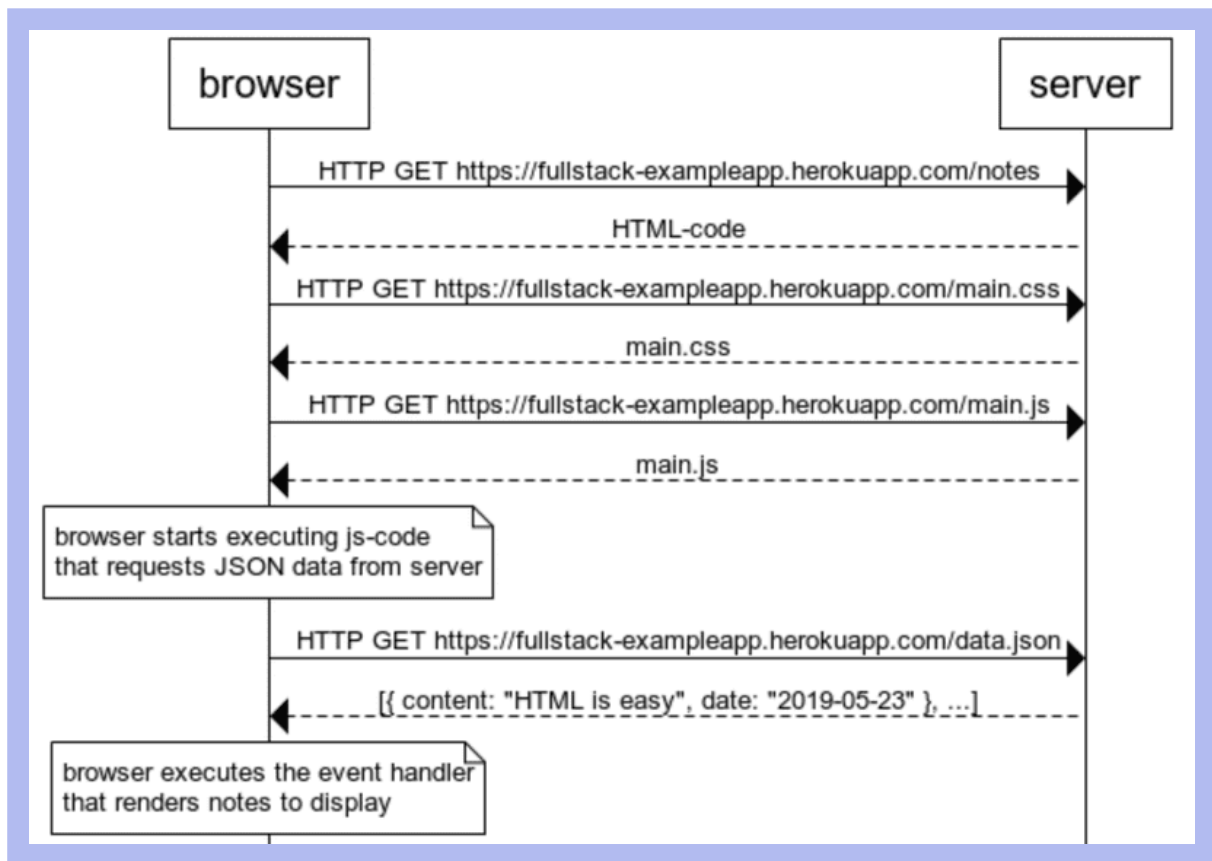 browser
server
HTTP GET https://fullstack-exampleapp.herokuapp.com/notes
HTML-code
HTTP GET https://fullstack-exampleapp.herokuapp.com/main.css
main.css
HTTP GET https://fullstack-exampleapp.herokuapp.com/main.js
main.js
browser starts executing js-code
that requests JSON data from server
HTTP GET https://fullstack-exampleapp.herokuapp.com/data.json
[{ content: "HTML is easy", date: "2019-05-23" }, ...]
browser executes the event handler
that renders notes to display